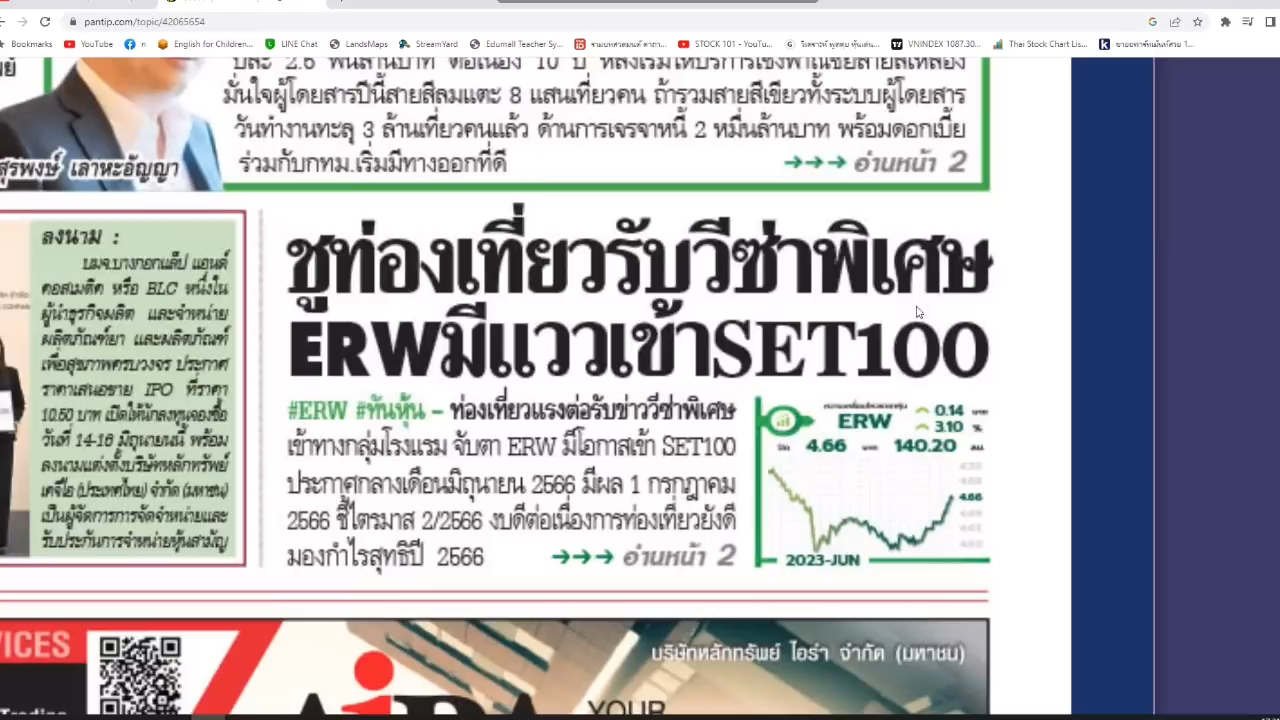 pantip.com/topic/42065654
Bookmarks YouTube English for Children... LINE Chat LandsMaps StreamYard Edumall Teacher Sy... STOCK 101 - YouTu... VNINDEX 1087.30... Thai Stock Chart Lis...
มั่นใจผู้โดยสารปีนี้สายสีลมแตะ 8 แสนเที่ยวคน ถ้ารวมสายสีเขียวทั้งระบบผู้โดยสาร
วันทำงานทะลุ 3 ล้านเที่ยวคนแล้ว ด้านการเจรจาหนี้ 2 หมื่นล้านบาท พร้อมดอกเบี้ย
ร่วมกับกทม.เริ่มมีทางออกที่ดี
อ่านหน้า 2
สุรพงษ์ เลาหะอัญญา
ลงนาม :
บมจ.บางกอกแล็ป แอนด์
คอสเมติค หรือ BLC หนึ่งใน
ผู้นำธุรกิจผลิต และจำหน่าย
ผลิตภัณฑ์ยา และผลิตภัณฑ์
เพื่อสุขภาพครบวงจร ประกาศ
ราคาเสนอขาย IPO ที่ราคา
10.50 บาท เปิดให้นักลงทุนจองซื้อ
วันที่ 14-16 มิถุนายนนี้ พร้อม
ลงนามแต่งตั้งบริษัทหลักทรัพย์
เคจีไอ (ประเทศไทย) จำกัด (มหาชน)
เป็นผู้จัดการการจัดจำหน่ายและ
รับประกันการจำหน่ายหุ้นสามัญ
ชูท่องเที่ยวรับวีซ่าพิเศษ
ERWมีแววเข้าSET100
#ERW #ทันหุ้น – ท่องเที่ยวแรงต่อรับข่าววีซ่าพิเศษ
เข้าทางกลุ่มโรงแรม จับตา ERW มีโอกาสเข้า SET100
ประกาศกลางเดือนมิถุนายน 2566 มีผล 1 กรกฎาคม
2566 ชี้ไตรมาส 2/2566 งบดีต่อเนื่องการท่องเที่ยวยังดี
มองกำไรสุทธิปี 2566
อ่านหน้า 2
ERW 0.14 บาท
3.10 %
ปิด 4.66 บาท 140.20 ลบ.
4.66
2023-JUN
VICES
บริษัทหลักทรัพย์ ไอร่า จำกัด (มหาชน)
AiRA YOUR
Trading